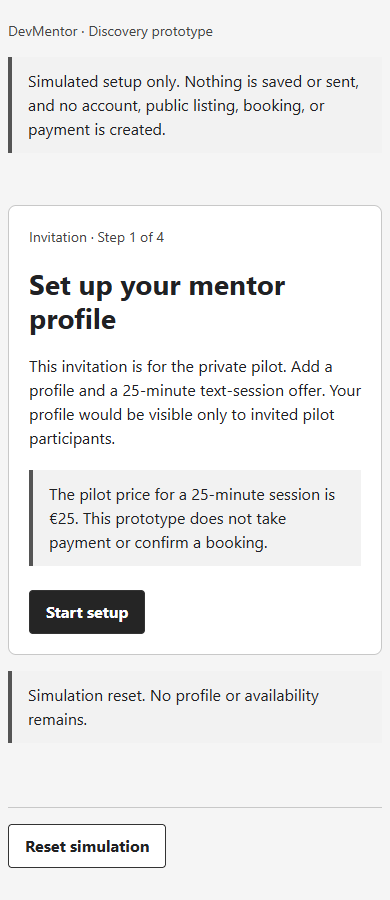 DevMentor · Discovery prototype
Simulated setup only. Nothing is saved or sent,
and no account, public listing, booking, or
payment is created.
Invitation · Step 1 of 4
Set up your mentor
profile
This invitation is for the private pilot. Add a
profile and a 25-minute text-session offer. Your
profile would be visible only to invited pilot
participants.
The pilot price for a 25-minute session is
€25. This prototype does not take
payment or confirm a booking.
Start setup
Simulation reset. No profile or availability
remains.
Reset simulation